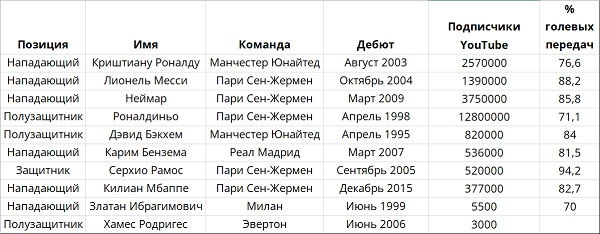 Позиция Имя Команда Дебют Подписчики YouTube % голевых передач
Нападающий Криштиану Роналду Манчестер Юнайтед Август 2003 2570000 76,6
Нападающий Лионель Месси Пари Сен-Жермен Октябрь 2004 1390000 88,2
Нападающий Неймар Пари Сен-Жермен Март 2009 3750000 85,8
Полузащитник Роналдиньо Пари Сен-Жермен Апрель 1998 12800000 71,1
Полузащитник Дэвид Бэкхем Манчестер Юнайтед Апрель 1995 820000 84
Нападающий Карим Бензема Реал Мадрид Март 2007 536000 81,5
Защитник Серхио Рамос Пари Сен-Жермен Сентябрь 2005 520000 94,2
Нападающий Килиан Мбаппе Пари Сен-Жермен Декабрь 2015 377000 82,7
Нападающий Златан Ибрагимович Милан Июнь 1999 5500 70
Полузащитник Хамес Родригес Эвертон Июнь 2006 3000